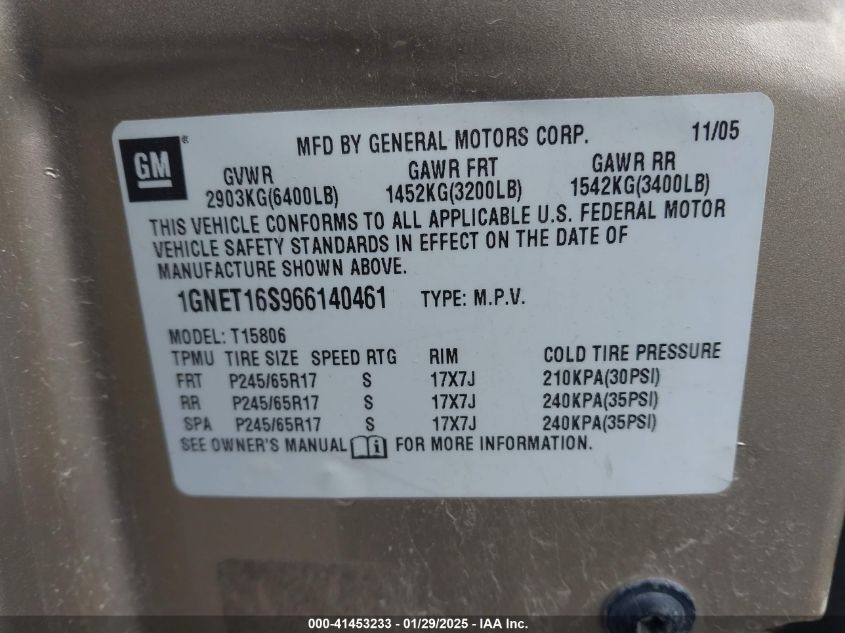 GM ® MFD BY GENERAL MOTORS CORP. 11/05
GVWR GAWR FRT GAWR RR
2903KG(6400LB) 1452KG(3200LB) 1542KG(3400LB)
THIS VEHICLE CONFORMS TO ALL APPLICABLE U.S. FEDERAL MOTOR
VEHICLE SAFETY STANDARDS IN EFFECT ON THE DATE OF
MANUFACTURE SHOWN ABOVE.
1GNET16S966140461 TYPE: M.P.V.
MODEL: T15806
TPMU TIRE SIZE SPEED RTG RIM COLD TIRE PRESSURE
FRT P245/65R17 S 17X7J 210KPA(30PSI)
RR P245/65R17 S 17X7J 240KPA(35PSI)
SPA P245/65R17 S 17X7J 240KPA(35PSI)
SEE OWNER'S MANUAL i FOR MORE INFORMATION.
000-41453233 - 01/29/2025 - IAA Inc.